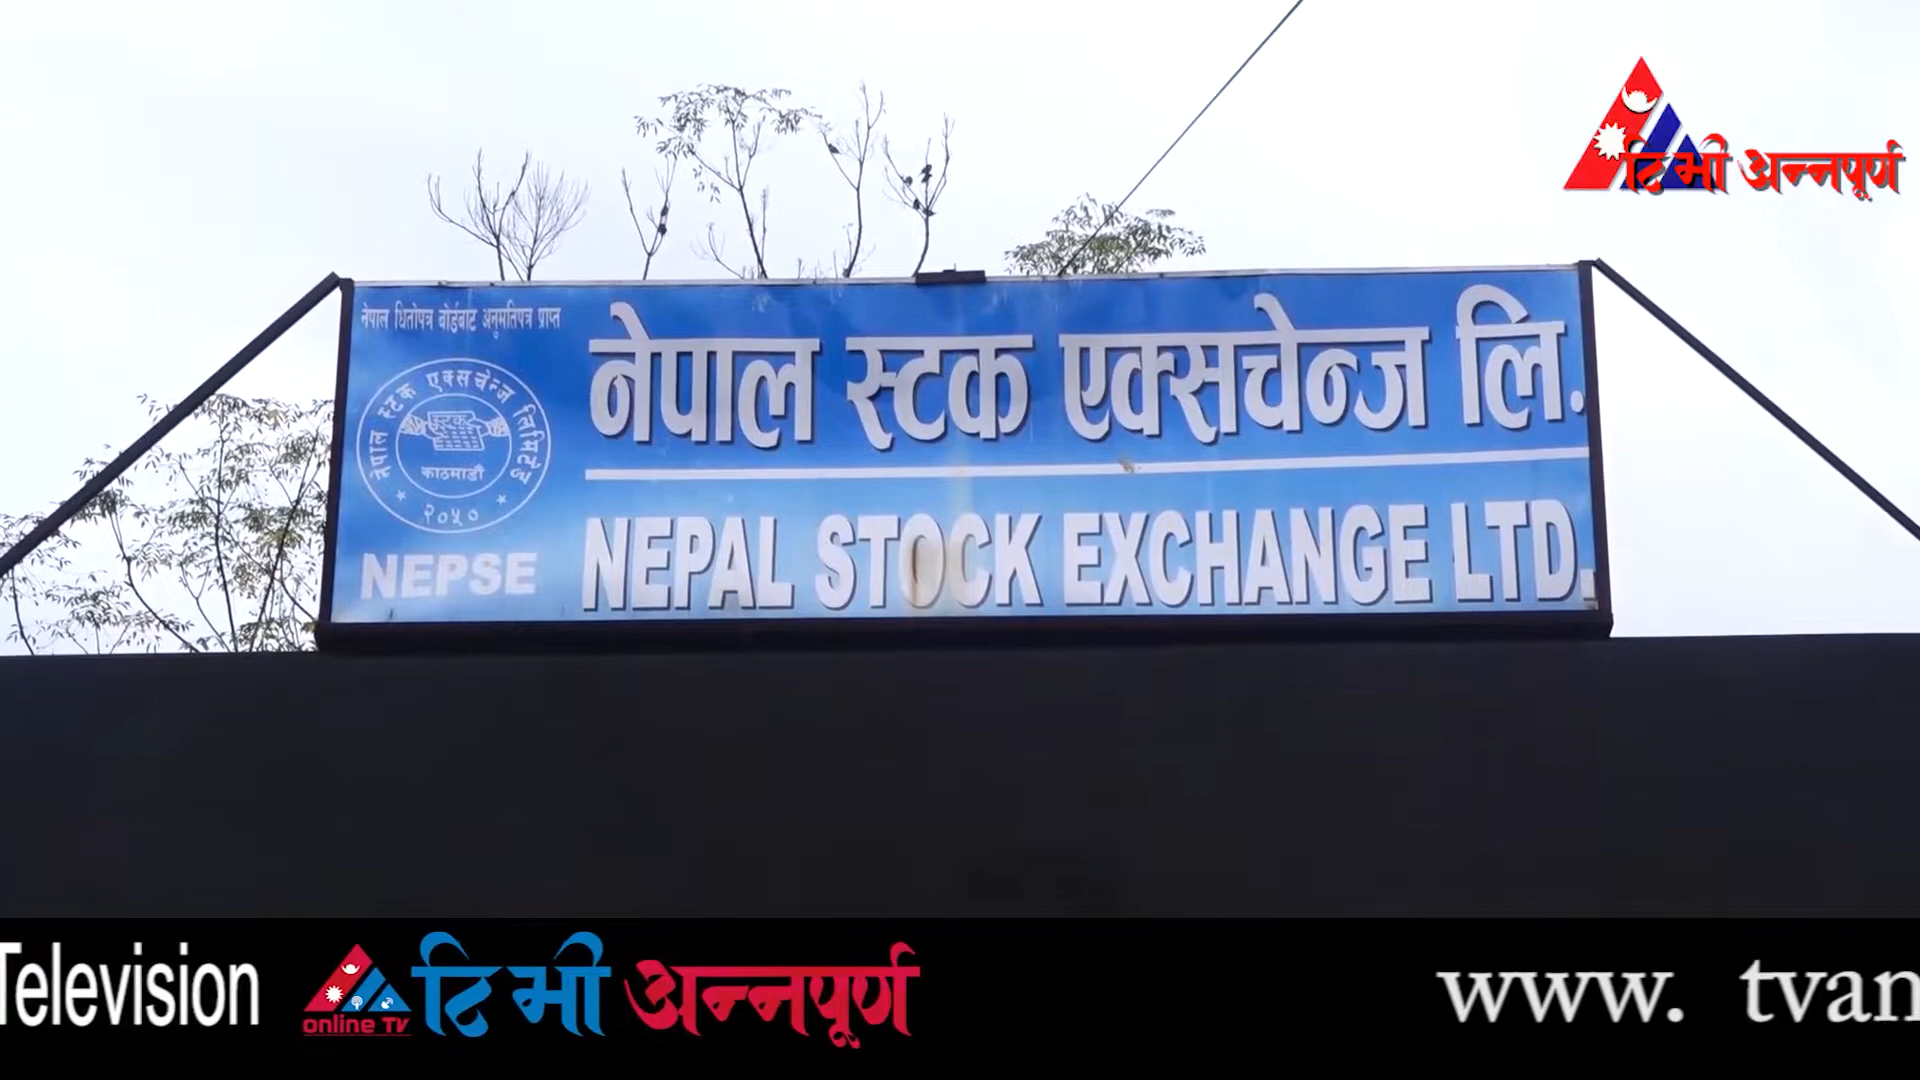 टिभी अन्नपूर्ण
नेपाल धितोपत्र बोर्डबाट अनुमतिपत्र प्राप्त
नेपाल स्टक एक्सचेन्ज लि.
नेपाल स्टक एक्सचेन्ज लिमिटेड
स्टक
काठमाडौं
२०५०
NEPSE
NEPAL STOCK EXCHANGE LTD.
Television
online TV
टिभी अन्नपूर्ण
www. tvan